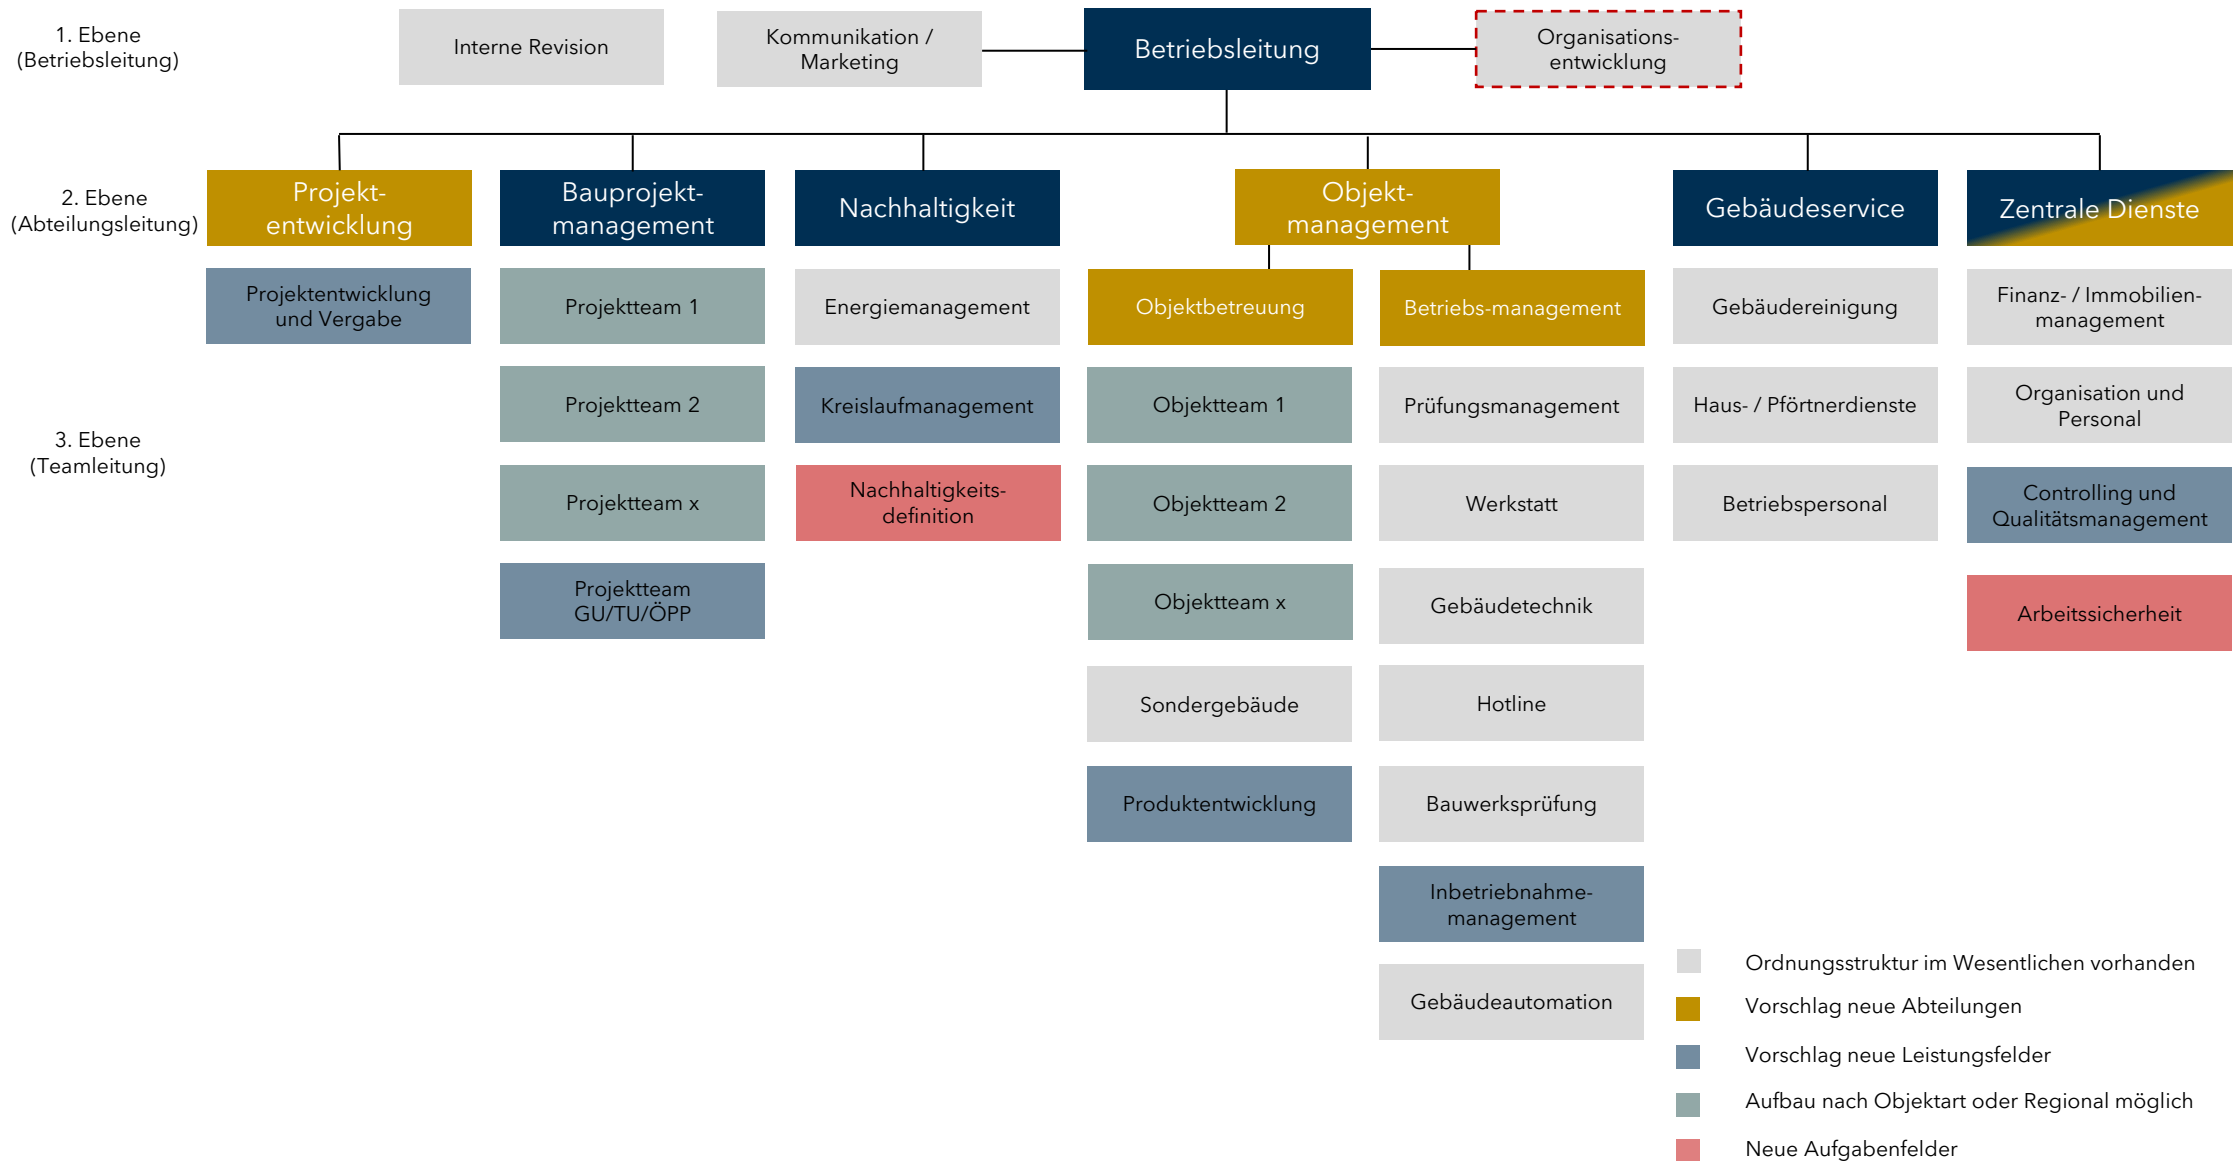 1. Ebene
(Betriebsleitung)
Interne Revision
Kommunikation /
Marketing
Betriebsleitung
Organisations-
entwicklung
2. Ebene
(Abteilungsleitung)
Projekt-
entwicklung
Bauprojekt-
management
Nachhaltigkeit
Objekt-
management
Gebäudeservice
Zentrale Dienste
3. Ebene
(Teamleitung)
Projektentwicklung
und Vergabe
Projektteam 1
Projektteam 2
Projektteam x
Projektteam
GU/TU/ÖPP
Energiemanagement
Kreislaufmanagement
Nachhaltigkeits-
definition
Objektbetreuung
Objektteam 1
Objektteam 2
Objektteam x
Sondergebäude
Produktentwicklung
Betriebs-management
Prüfungsmanagement
Werkstatt
Gebäudetechnik
Hotline
Bauwerksprüfung
Inbetriebnahme-
management
Gebäudeautomation
Gebäudereinigung
Haus- / Pförtnerdienste
Betriebspersonal
Finanz- / Immobilien-
management
Organisation und
Personal
Controlling und
Qualitätsmanagement
Arbeitssicherheit
Ordnungsstruktur im Wesentlichen vorhanden
Vorschlag neue Abteilungen
Vorschlag neue Leistungsfelder
Aufbau nach Objektart oder Regional möglich
Neue Aufgabenfelder